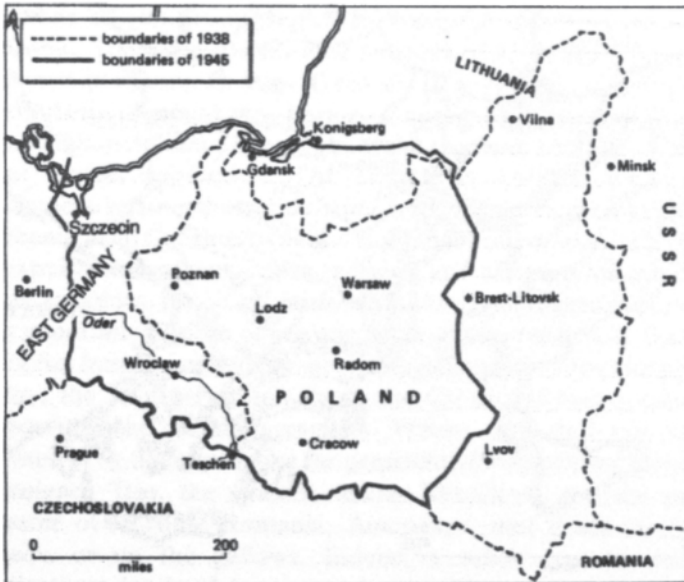 boundaries of 1938
boundaries of 1945
LITHUANIA
Vilna
Konigsberg
Gdansk
Minsk
USSR
Szczecin
Berlin
EAST GERMANY
Poznan
Warsaw
Brest-Litovsk
Lodz
Oder
Radom
Wroclaw
POLAND
Prague
Teschen
Cracow
Lvov
CZECHOSLOVAKIA
0 200
miles
ROMANIA